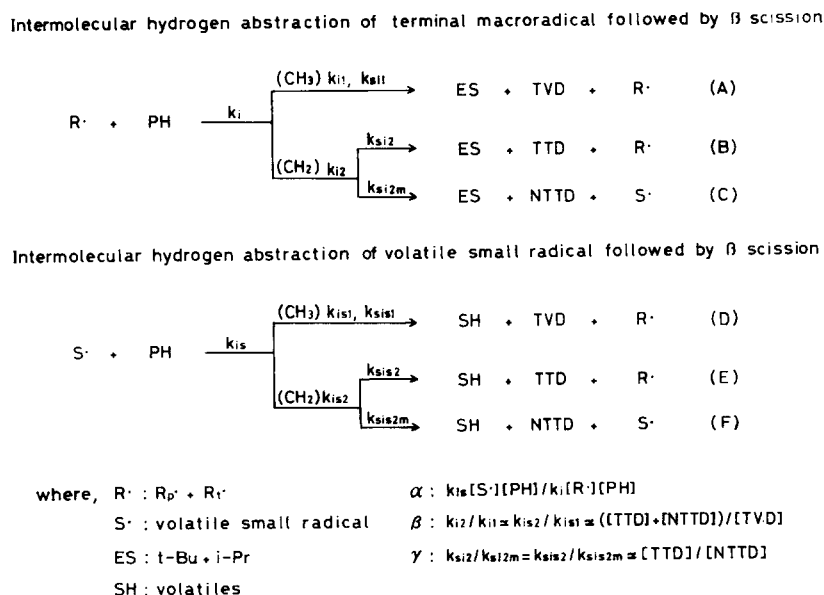 Intermolecular hydrogen abstraction of terminal macroradical followed by β scission
(CH₃) ki1, ksi1 ES + TVD + R· (A)
R· + PH ki
ksi2 ES + TTD + R· (B)
(CH₂) ki2
ksi2m ES + NTTD + S· (C)
Intermolecular hydrogen abstraction of volatile small radical followed by β scission
(CH₃) kis1, ksis1 SH + TVD + R· (D)
S· + PH kis
ksis2 SH + TTD + R· (E)
(CH₂) kis2
ksis2m SH + NTTD + S· (F)
where, R· : Rp· + Rt· α : kis[S·][PH]/ki[R·][PH]
S· : volatile small radical β : ki2/ki1 ≃ kis2/kis1 ≃ ([TTD]+[NTTD])/[TVD]
ES : t-Bu + i-Pr γ : ksi2/ksi2m = ksis2/ksis2m ≃ [TTD]/[NTTD]
SH : volatiles